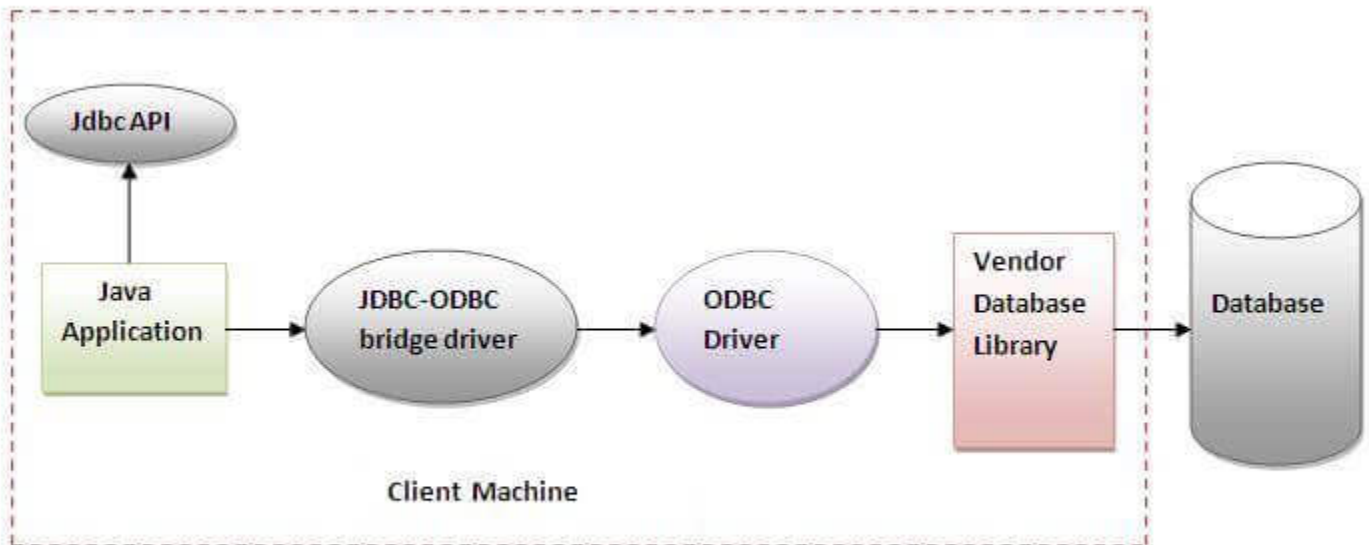 Jdbc API
Java
Application
JDBC-ODBC
bridge driver
ODBC
Driver
Vendor
Database
Library
Database
Client Machine